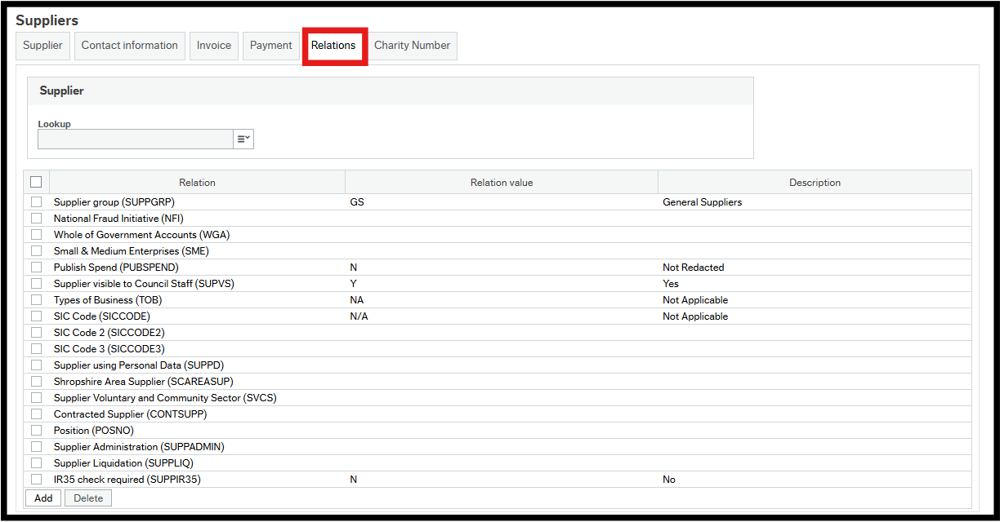 Suppliers
Supplier Contact information Invoice Payment Relations Charity Number
Supplier
Lookup
Relation Relation value Description
Supplier group (SUPPGRP) GS General Suppliers
National Fraud Initiative (NFI)
Whole of Government Accounts (WGA)
Small & Medium Enterprises (SME)
Publish Spend (PUBSPEND) N Not Redacted
Supplier visible to Council Staff (SUPVS) Y Yes
Types of Business (TOB) NA Not Applicable
SIC Code (SICCODE) N/A Not Applicable
SIC Code 2 (SICCODE2)
SIC Code 3 (SICCODE3)
Supplier using Personal Data (SUPPD)
Shropshire Area Supplier (SCAREASUP)
Supplier Voluntary and Community Sector (SVCS)
Contracted Supplier (CONTSUPP)
Position (POSNO)
Supplier Administration (SUPPADMIN)
Supplier Liquidation (SUPPLIQ)
IR35 check required (SUPPIR35) N No
Add Delete